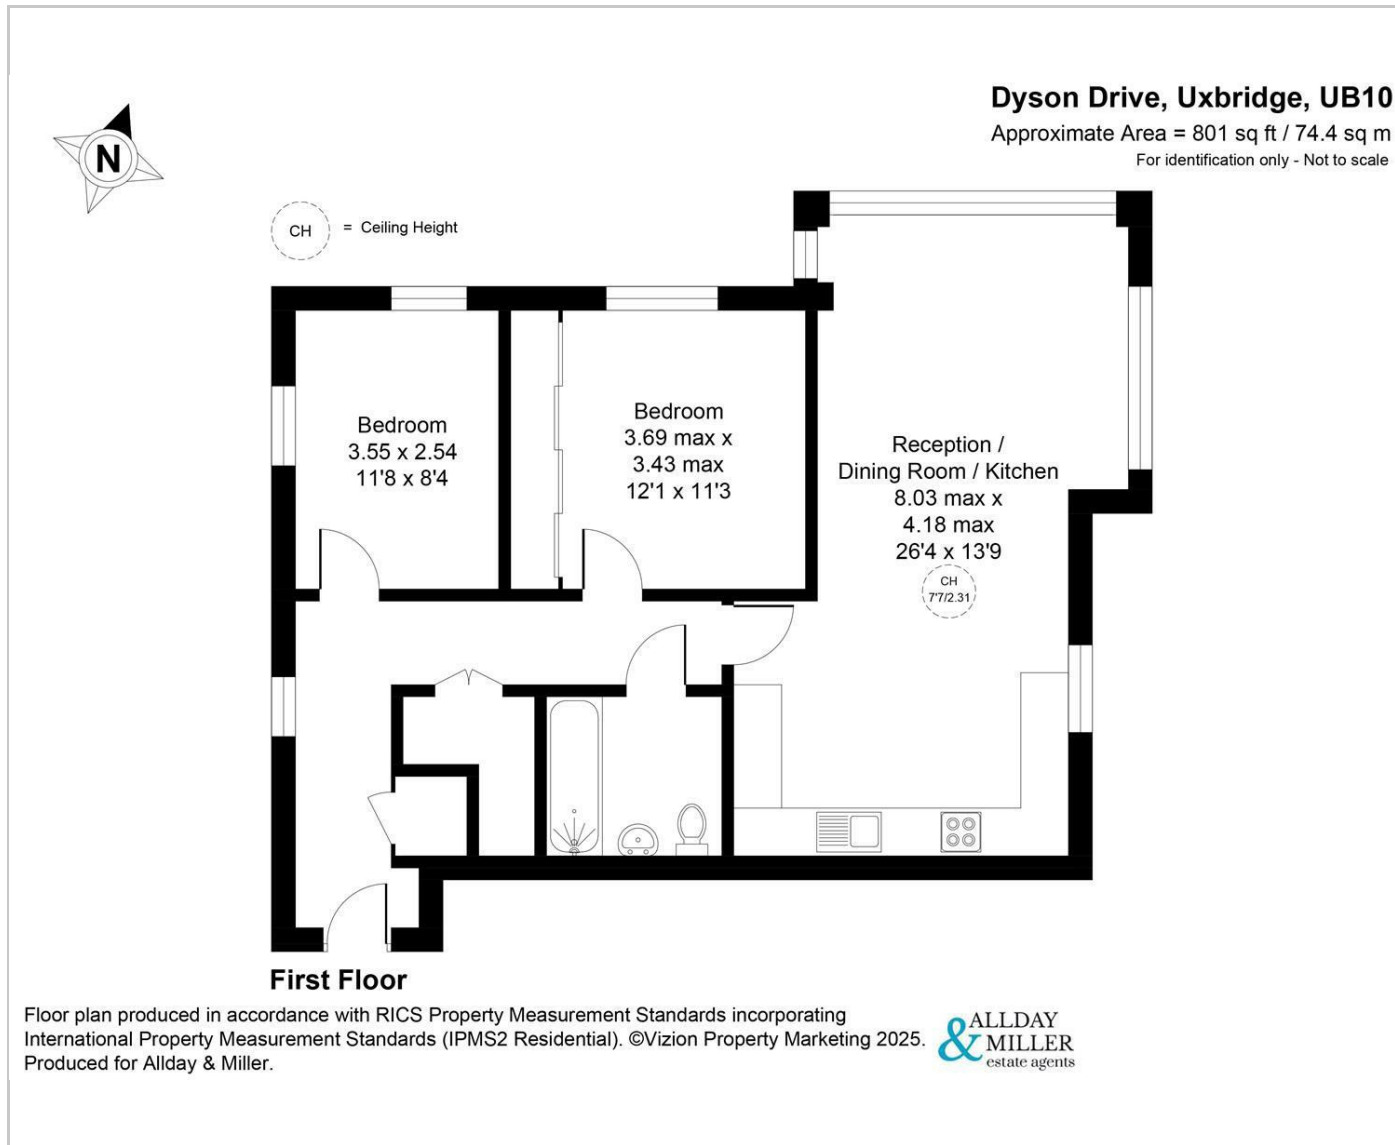 Dyson Drive, Uxbridge, UB10
Approximate Area = 801 sq ft / 74.4 sq m
For identification only - Not to scale
N
CH = Ceiling Height
Bedroom
3.55 x 2.54
11'8 x 8'4
Bedroom
3.69 max x
3.43 max
12'1 x 11'3
Reception /
Dining Room / Kitchen
8.03 max x
4.18 max
26'4 x 13'9
CH
7'7/2.31
First Floor
Floor plan produced in accordance with RICS Property Measurement Standards incorporating
International Property Measurement Standards (IPMS2 Residential). ©Vizion Property Marketing 2025.
Produced for Allday & Miller.
ALLDAY
& MILLER
estate agents